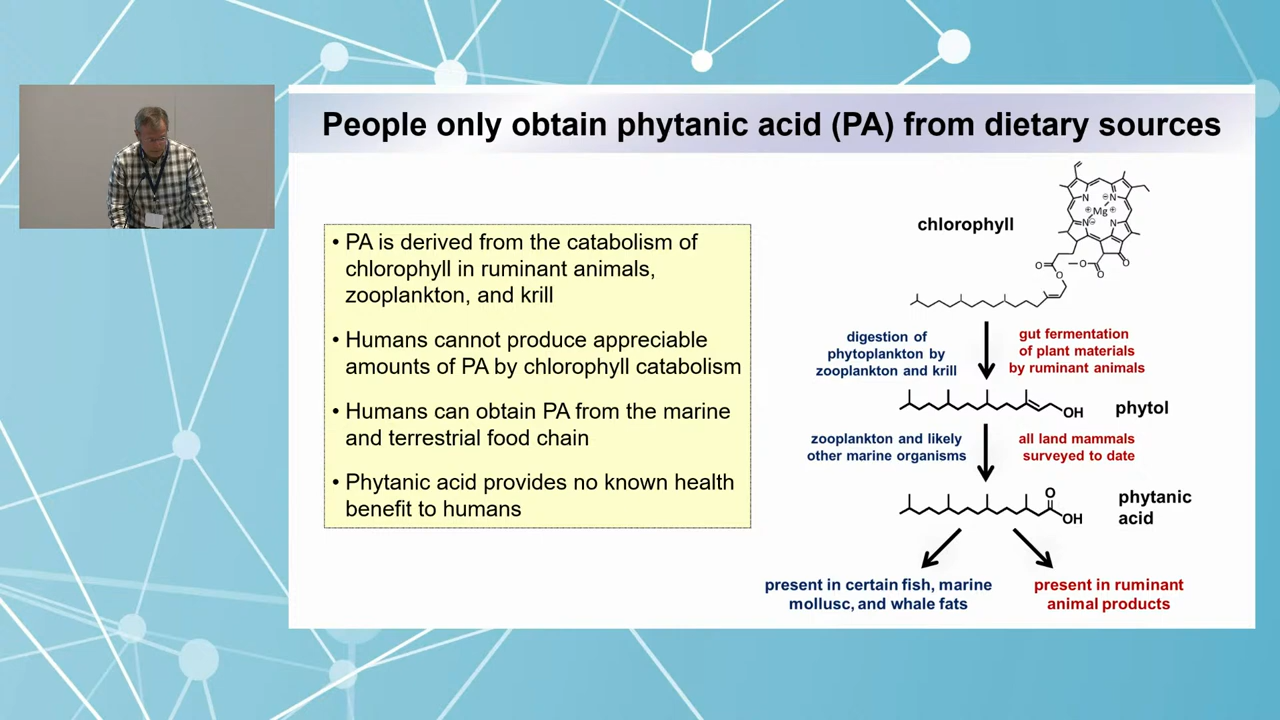 People only obtain phytanic acid (PA) from dietary sources
• PA is derived from the catabolism of
chlorophyll in ruminant animals,
zooplankton, and krill
• Humans cannot produce appreciable
amounts of PA by chlorophyll catabolism
• Humans can obtain PA from the marine
and terrestrial food chain
• Phytanic acid provides no known health
benefit to humans
chlorophyll
N
N
Mg
N
N
O
O
O
O
O
digestion of
phytoplankton by
zooplankton and krill
gut fermentation
of plant materials
by ruminant animals
OH
phytol
zooplankton and likely
other marine organisms
all land mammals
surveyed to date
O
OH
phytanic
acid
present in certain fish, marine
mollusc, and whale fats
present in ruminant
animal products